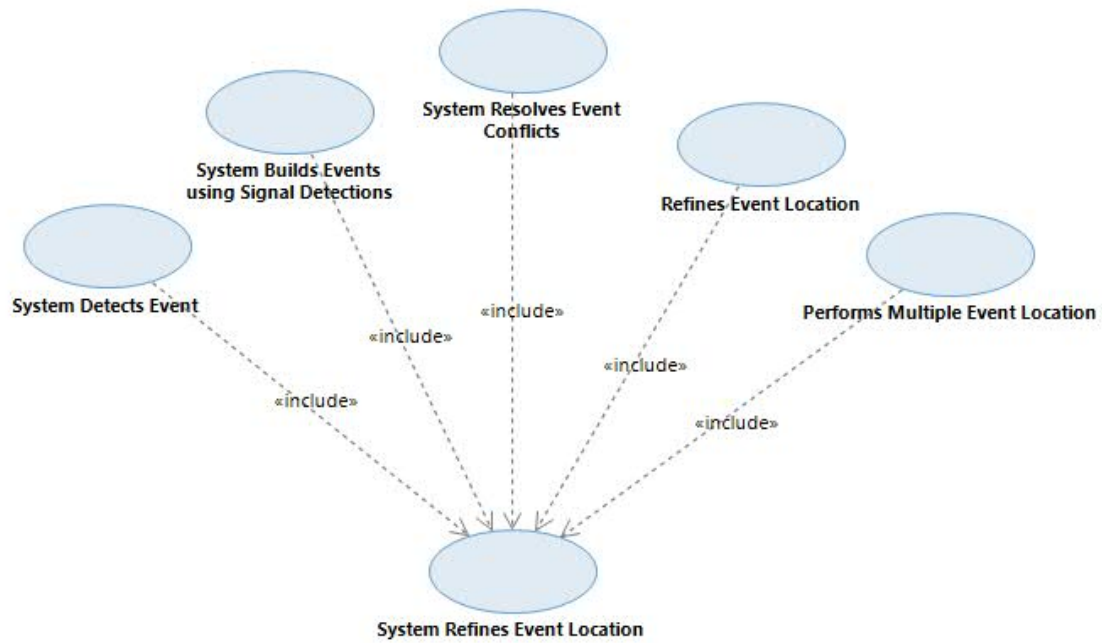 System Resolves Event
Conflicts
System Builds Events
using Signal Detections
Refines Event Location
System Detects Event
Performs Multiple Event Location
«include»
«include»
«include»
«include»
«include»
System Refines Event Location